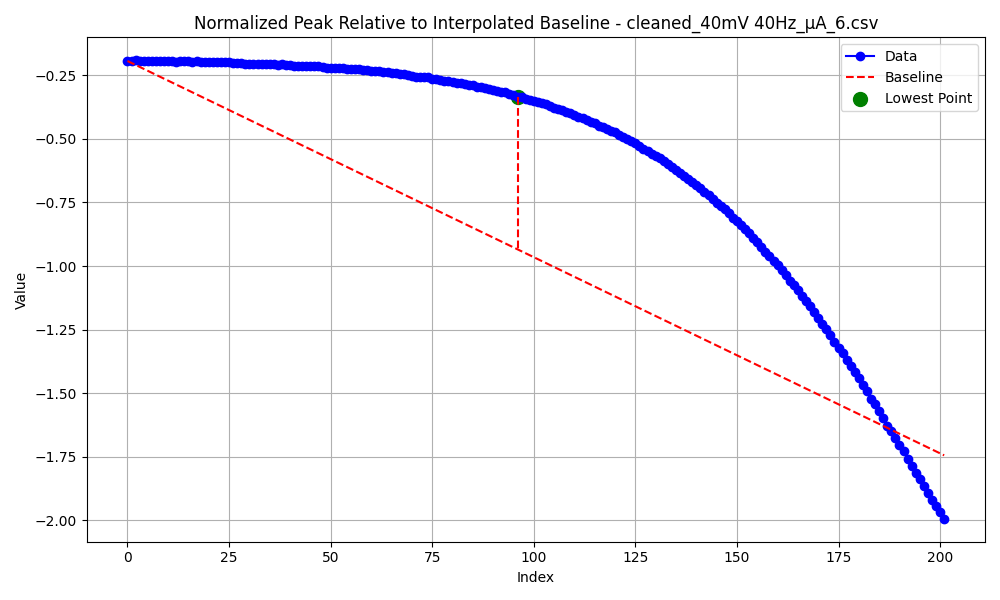 Normalized Peak Relative to Interpolated Baseline - cleaned_40mV 40Hz_μA_6.csv
Data
Baseline
Lowest Point
Value
−0.25
−0.50
−0.75
−1.00
−1.25
−1.50
−1.75
−2.00
0 25 50 75 100 125 150 175 200
Index